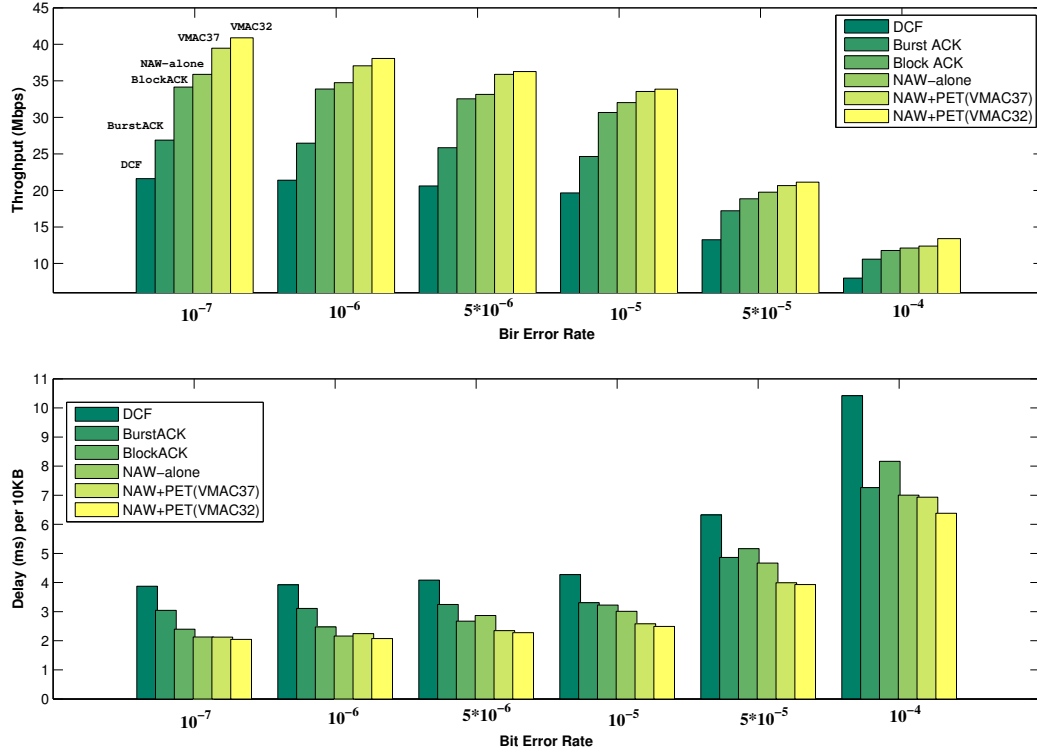 45
40
35
30
25
20
15
10
Throghput (Mbps)
VMAC32
VMAC37
NAW-alone
BlockACK
BurstACK
DCF
DCF
Burst ACK
Block ACK
NAW−alone
NAW+PET(VMAC37)
NAW+PET(VMAC32)
10−7 10−6 5*10−6 10−5 5*10−5 10−4
Bir Error Rate
11
10
9
8
7
6
5
4
3
2
1
0
Delay (ms) per 10KB
DCF
BurstACK
BlockACK
NAW−alone
NAW+PET(VMAC37)
NAW+PET(VMAC32)
10−7 10−6 5*10−6 10−5 5*10−5 10−4
Bit Error Rate